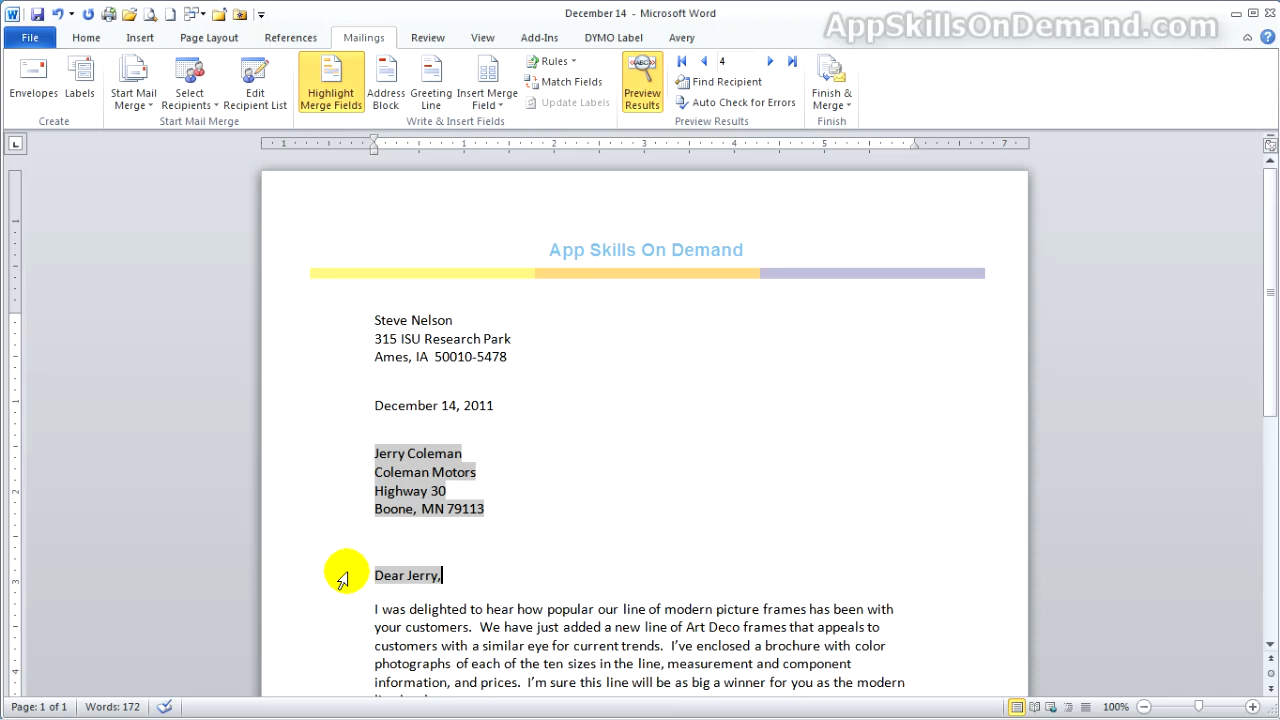 December 14 - Microsoft Word
AppSkillsOnDemand.com
File Home Insert Page Layout References Mailings Review View Add-Ins DYMO Label Avery
Envelopes Labels
Create
Start Mail Merge Select Recipients Edit Recipient List
Start Mail Merge
Highlight Merge Fields Address Block Greeting Line Insert Merge Field
Rules
Match Fields
Update Labels
Write & Insert Fields
ABC
Preview Results
4
Find Recipient
Auto Check for Errors
Preview Results
Finish & Merge
Finish
1 1 2 3 4 5 7
App Skills On Demand
Steve Nelson
315 ISU Research Park
Ames, IA 50010-5478
December 14, 2011
Jerry Coleman
Coleman Motors
Highway 30
Boone, MN 79113
Dear Jerry,
I was delighted to hear how popular our line of modern picture frames has been with
your customers. We have just added a new line of Art Deco frames that appeals to
customers with a similar eye for current trends. I've enclosed a brochure with color
photographs of each of the ten sizes in the line, measurement and component
information, and prices. I'm sure this line will be as big a winner for you as the modern
Page: 1 of 1 Words: 172 100%